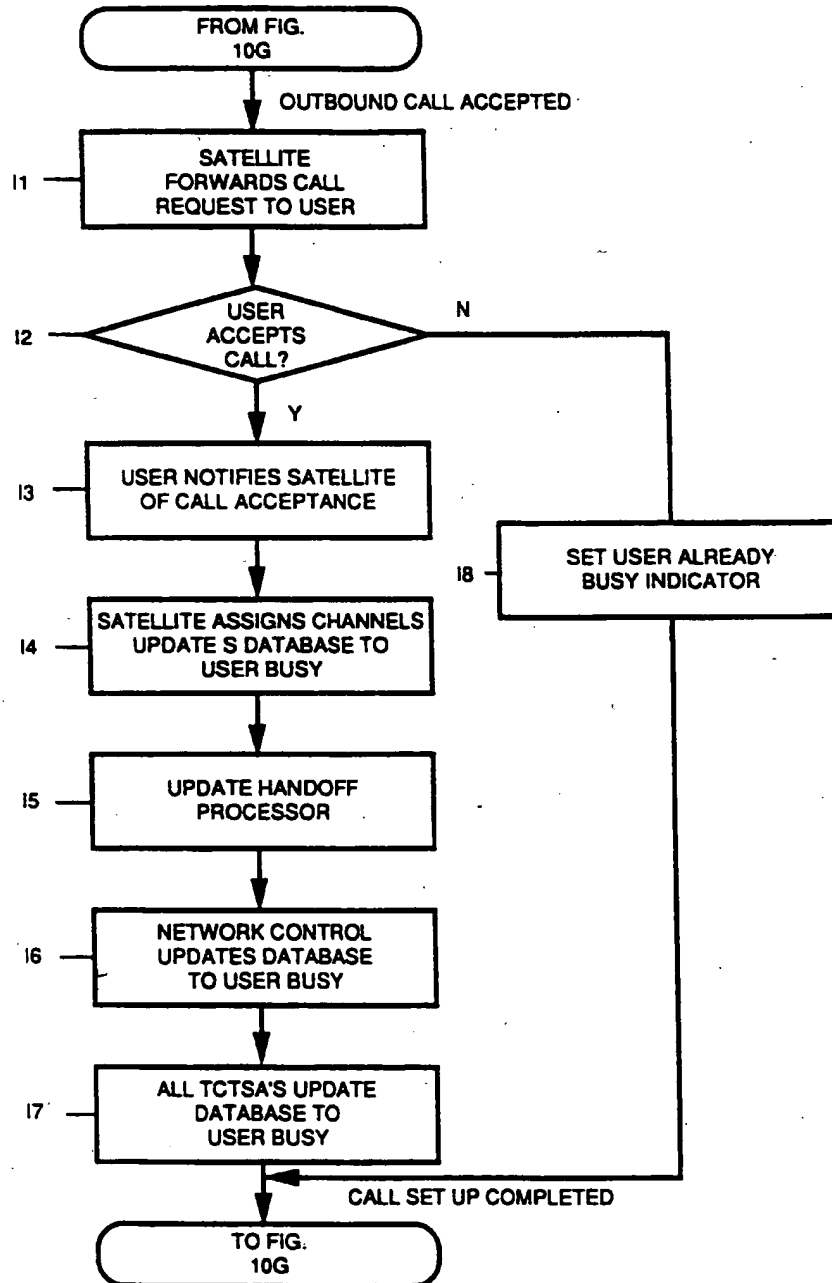 FROM FIG.
10G
OUTBOUND CALL ACCEPTED
I1
SATELLITE
FORWARDS CALL
REQUEST TO USER
I2
USER
ACCEPTS
CALL?
N
Y
I3
USER NOTIFIES SATELLITE
OF CALL ACCEPTANCE
I8
SET USER ALREADY
BUSY INDICATOR
I4
SATELLITE ASSIGNS CHANNELS
UPDATE S DATABASE TO
USER BUSY
I5
UPDATE HANDOFF
PROCESSOR
I6
NETWORK CONTROL
UPDATES DATABASE
TO USER BUSY
I7
ALL TCTSA'S UPDATE
DATABASE TO
USER BUSY
CALL SET UP COMPLETED
TO FIG.
10G